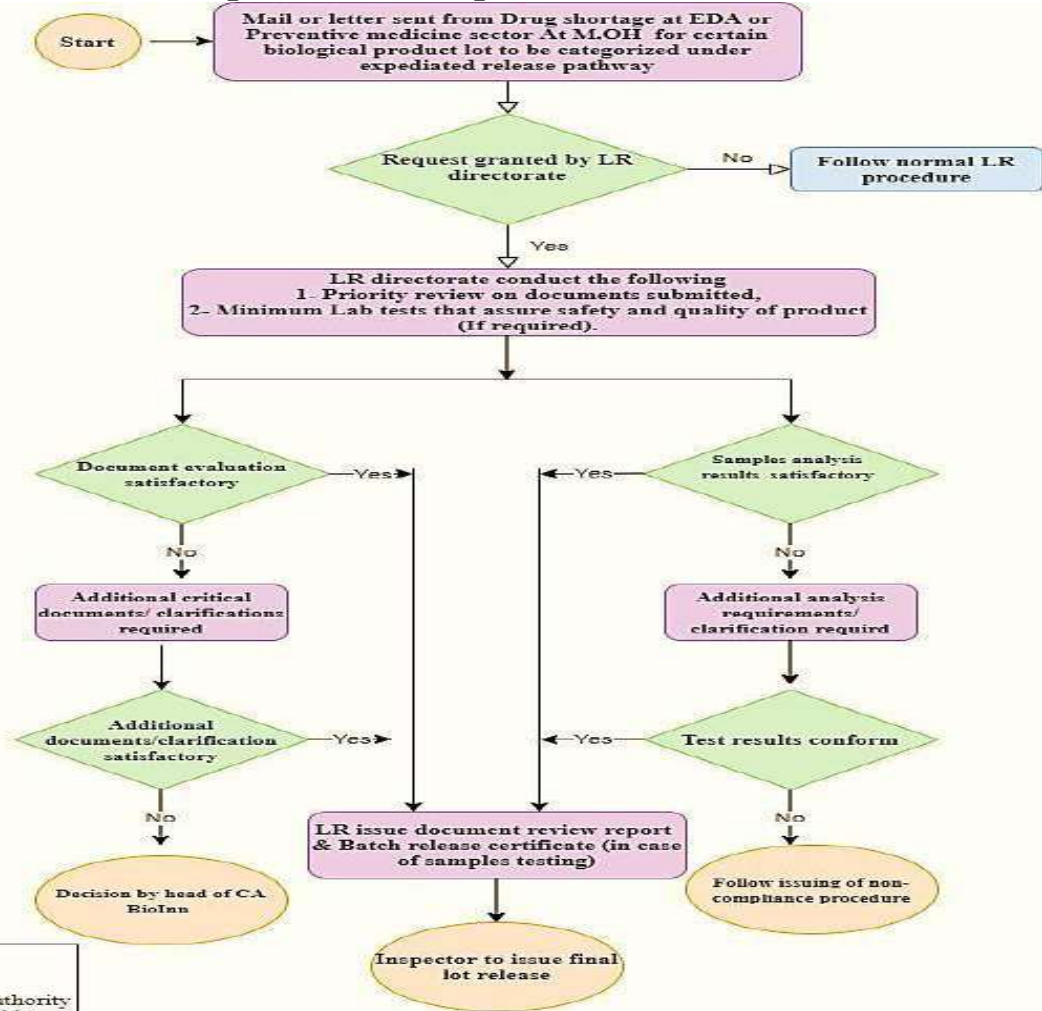 Start
Mail or letter sent from Drug shortage at EDA or
Preventive medicine sector At M.OH for certain
biological product lot to be categorized under
expediated release pathway
Request granted by LR
directorate
No
Follow normal LR
procedure
Yes
LR directorate conduct the following
1- Priority review on documents submitted,
2- Minimum Lab tests that assure safety and quality of product
(If required).
Document evaluation
satisfactory
Yes
Yes
Samples analysis
results satisfactory
No
No
Additional critical
documents/ clarifications
required
Additional analysis
requirements/
clarification requird
Additional
documents/clarification
satisfactory
Yes
Yes
Test results conform
No
No
LR issue document review report
& Batch release certificate (in case
of samples testing)
Decision by head of CA
BioInn
Follow issuing of non-
compliance procedure
Inspector to issue final
lot release
uthority